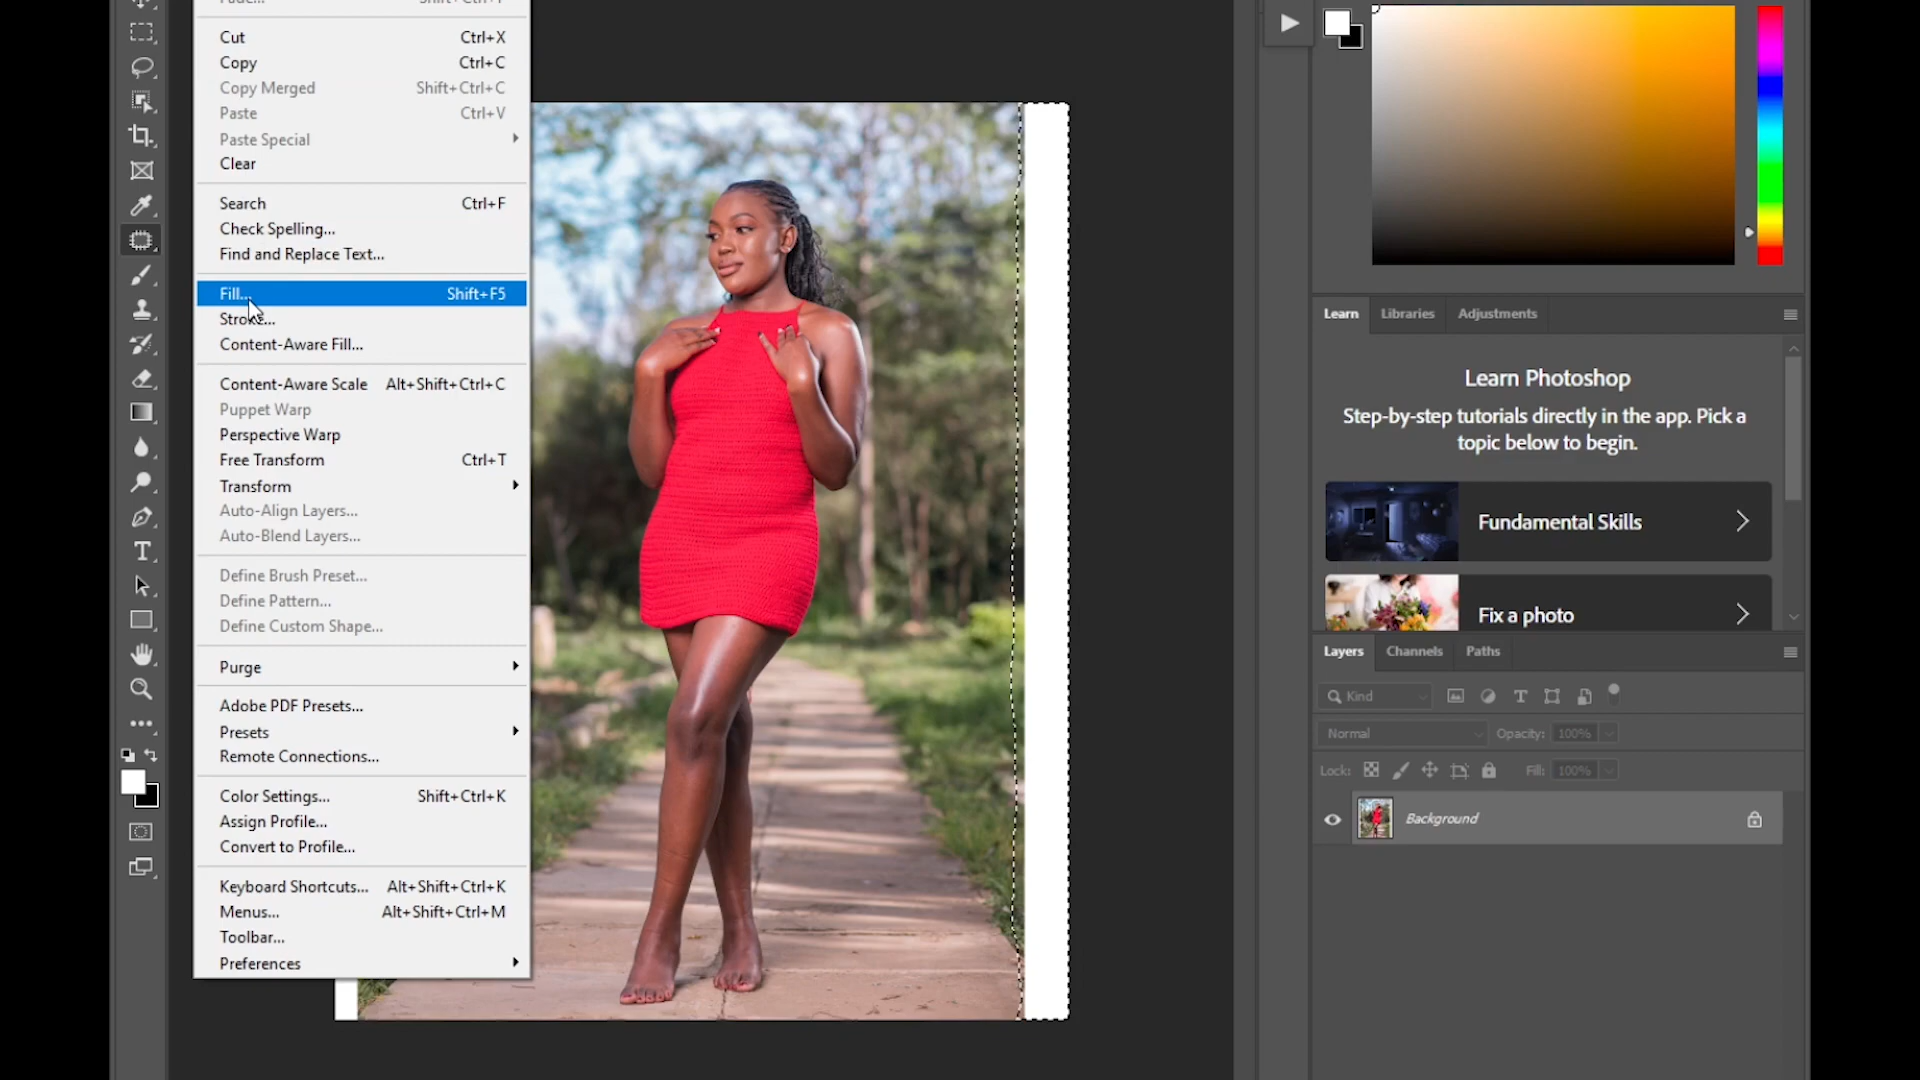 Fade... Shift+Ctrl+F
Cut Ctrl+X
Copy Ctrl+C
Copy Merged Shift+Ctrl+C
Paste Ctrl+V
Paste Special
Clear
Search Ctrl+F
Check Spelling...
Find and Replace Text...
Fill... Shift+F5
Stroke...
Content-Aware Fill...
Content-Aware Scale Alt+Shift+Ctrl+C
Puppet Warp
Perspective Warp
Free Transform Ctrl+T
Transform
Auto-Align Layers...
Auto-Blend Layers...
Define Brush Preset...
Define Pattern...
Define Custom Shape...
Purge
Adobe PDF Presets...
Presets
Remote Connections...
Color Settings... Shift+Ctrl+K
Assign Profile...
Convert to Profile...
Keyboard Shortcuts... Alt+Shift+Ctrl+K
Menus... Alt+Shift+Ctrl+M
Toolbar...
Preferences
Learn Libraries Adjustments
Learn Photoshop
Step-by-step tutorials directly in the app. Pick a
topic below to begin.
Fundamental Skills
Fix a photo
Layers Channels Paths
Kind
Normal Opacity: 100%
Lock: Fill: 100%
Background